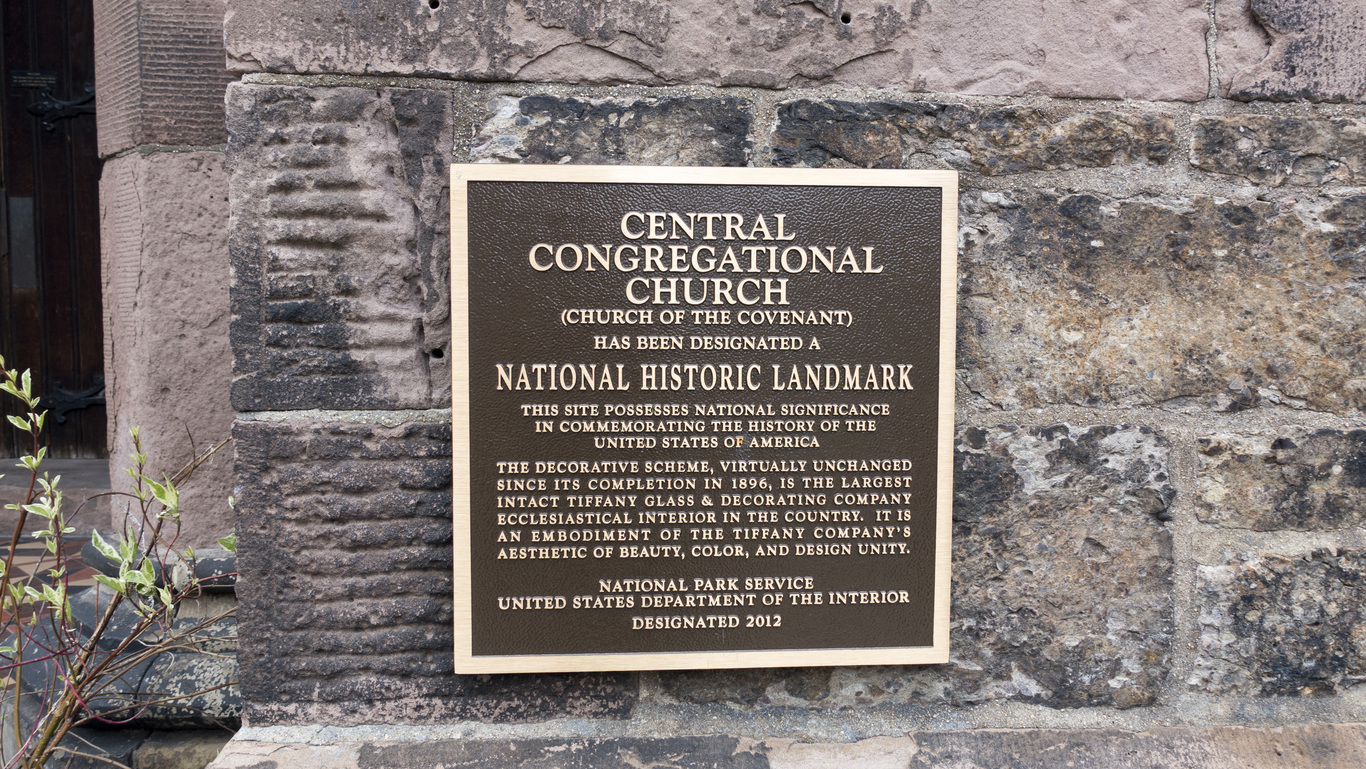 CENTRAL
CONGREGATIONAL
CHURCH
(CHURCH OF THE COVENANT)
HAS BEEN DESIGNATED A
NATIONAL HISTORIC LANDMARK
THIS SITE POSSESSES NATIONAL SIGNIFICANCE
IN COMMEMORATING THE HISTORY OF THE
UNITED STATES OF AMERICA
THE DECORATIVE SCHEME, VIRTUALLY UNCHANGED
SINCE ITS COMPLETION IN 1896, IS THE LARGEST
INTACT TIFFANY GLASS & DECORATING COMPANY
ECCLESIASTICAL INTERIOR IN THE COUNTRY. IT IS
AN EMBODIMENT OF THE TIFFANY COMPANY'S
AESTHETIC OF BEAUTY, COLOR, AND DESIGN UNITY.
NATIONAL PARK SERVICE
UNITED STATES DEPARTMENT OF THE INTERIOR
DESIGNATED 2012